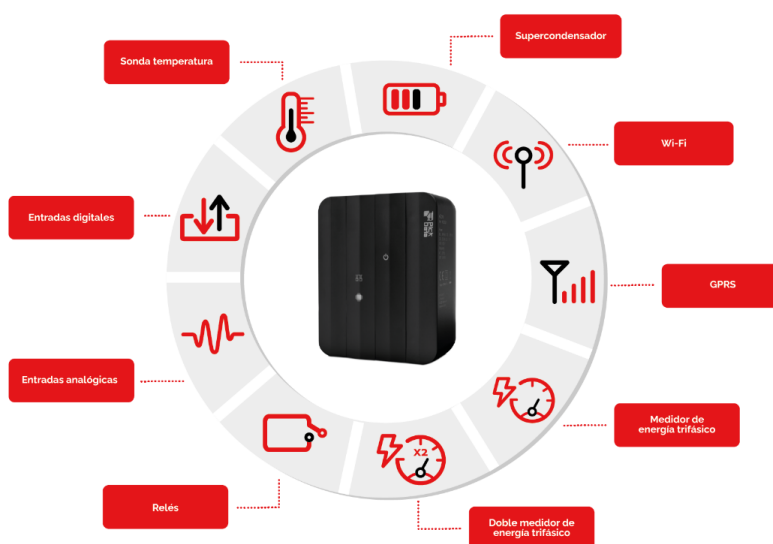 Supercondensador
Sonda temperatura
Wi-Fi
Entradas digitales
GPRS
Entradas analógicas
Medidor de
energía trifásico
X2
Relés
Doble medidor de
energía trifásico